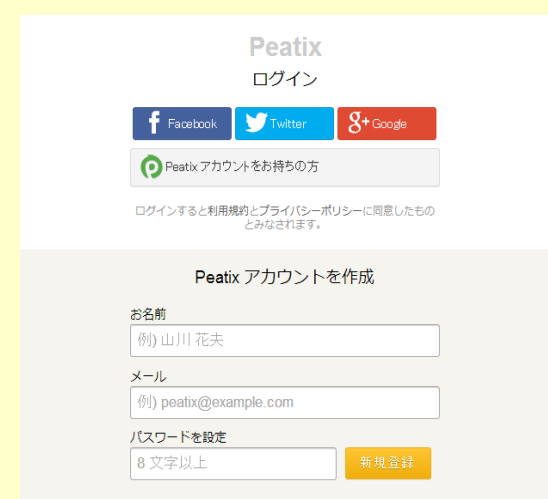 Peatix
ログイン
Facebook Twitter Google
Peatix アカウントをお持ちの方
ログインすると利用規約とプライバシーポリシーに同意したもの
とみなされます。
Peatix アカウントを作成
お名前
例) 山川 花夫
メール
例) peatix@example.com
パスワードを設定
8 文字以上 新規登録